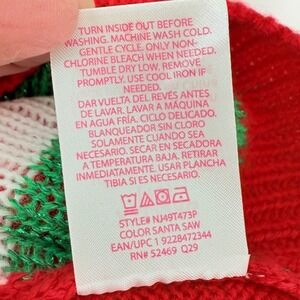 TURN INSIDE OUT BEFORE
WASHING. MACHINE WASH COLD.
GENTLE CYCLE. ONLY NON-
CHLORINE BLEACH WHEN NEEDED.
TUMBLE DRY LOW, REMOVE
PROMPTLY. USE COOL IRON IF
NEEDED.
DAR VUELTA DEL REVÉS ANTES
DE LAVAR. LAVAR A MÁQUINA
EN AGUA FRÍA. CICLO DELICADO.
BLANQUEADOR SIN CLORO
SOLAMENTE CUANDO SEA
NECESARIO. SECAR EN SECADORA
A TEMPERATURA BAJA. RETIRAR
INMEDIATAMENTE. USAR PLANCHA
TIBIA SI ES NECESARIO.
STYLE# NJ49T473P
COLOR SANTA SAW
EAN/UPC 1 9228472344
RN# 52469 Q29